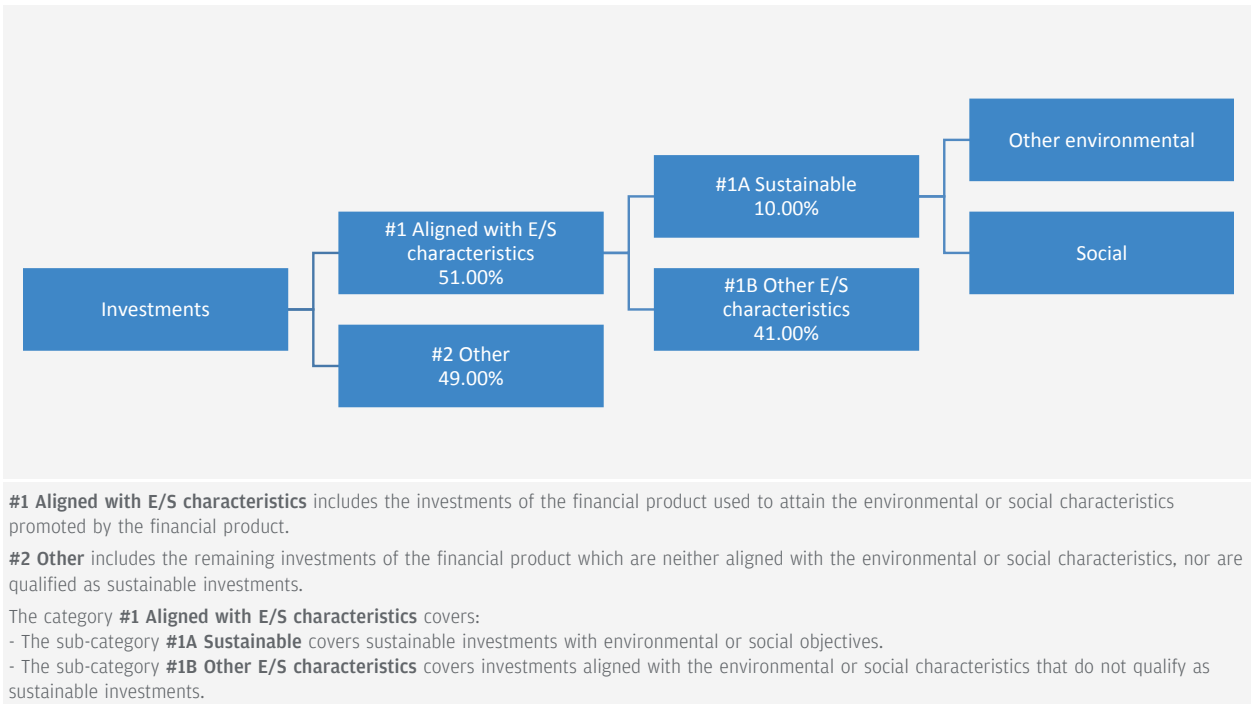 Investments
#1 Aligned with E/S
characteristics
51.00%
#2 Other
49.00%
#1A Sustainable
10.00%
#1B Other E/S
characteristics
41.00%
Other environmental
Social
#1 Aligned with E/S characteristics includes the investments of the financial product used to attain the environmental or social characteristics
promoted by the financial product.
#2 Other includes the remaining investments of the financial product which are neither aligned with the environmental or social characteristics, nor are
qualified as sustainable investments.
The category #1 Aligned with E/S characteristics covers:
- The sub-category #1A Sustainable covers sustainable investments with environmental or social objectives.
- The sub-category #1B Other E/S characteristics covers investments aligned with the environmental or social characteristics that do not qualify as
sustainable investments.